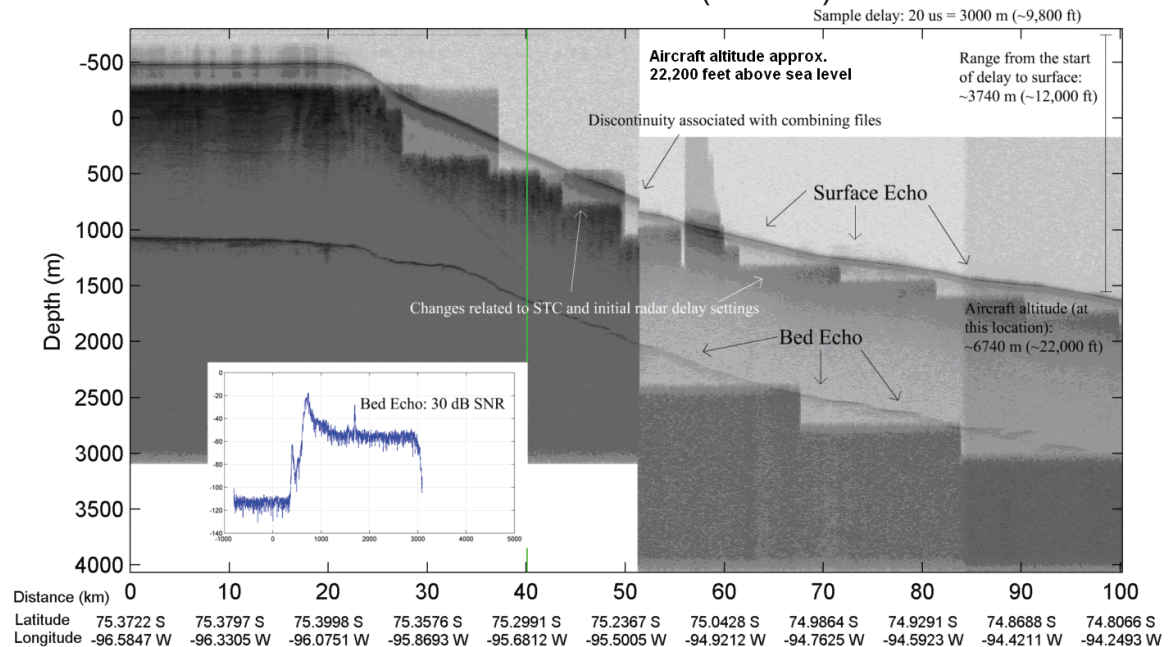 Sample delay: 20 us = 3000 m (~9,800 ft)
Aircraft altitude approx.
22,200 feet above sea level
Range from the start
of delay to surface:
~3740 m (~12,000 ft)
Discontinuity associated with combining files
Surface Echo
Changes related to STC and initial radar delay settings
Aircraft altitude (at
this location):
~6740 m (~22,000 ft)
Bed Echo
Depth (m)
-500
0
500
1000
1500
2000
2500
3000
3500
4000
Bed Echo: 30 dB SNR
0
-20
-40
-60
-80
-100
-120
-140
-1000 0 1000 2000 3000 4000 5000
Distance (km) 0 10 20 30 40 50 60 70 80 90 100
Latitude 75.3722 S 75.3797 S 75.3998 S 75.3576 S 75.2991 S 75.2367 S 75.0428 S 74.9864 S 74.9291 S 74.8688 S 74.8066 S
Longitude -96.5847 W -96.3305 W -96.0751 W -95.8693 W -95.6812 W -95.5005 W -94.9212 W -94.7625 W -94.5923 W -94.4211 W -94.2493 W